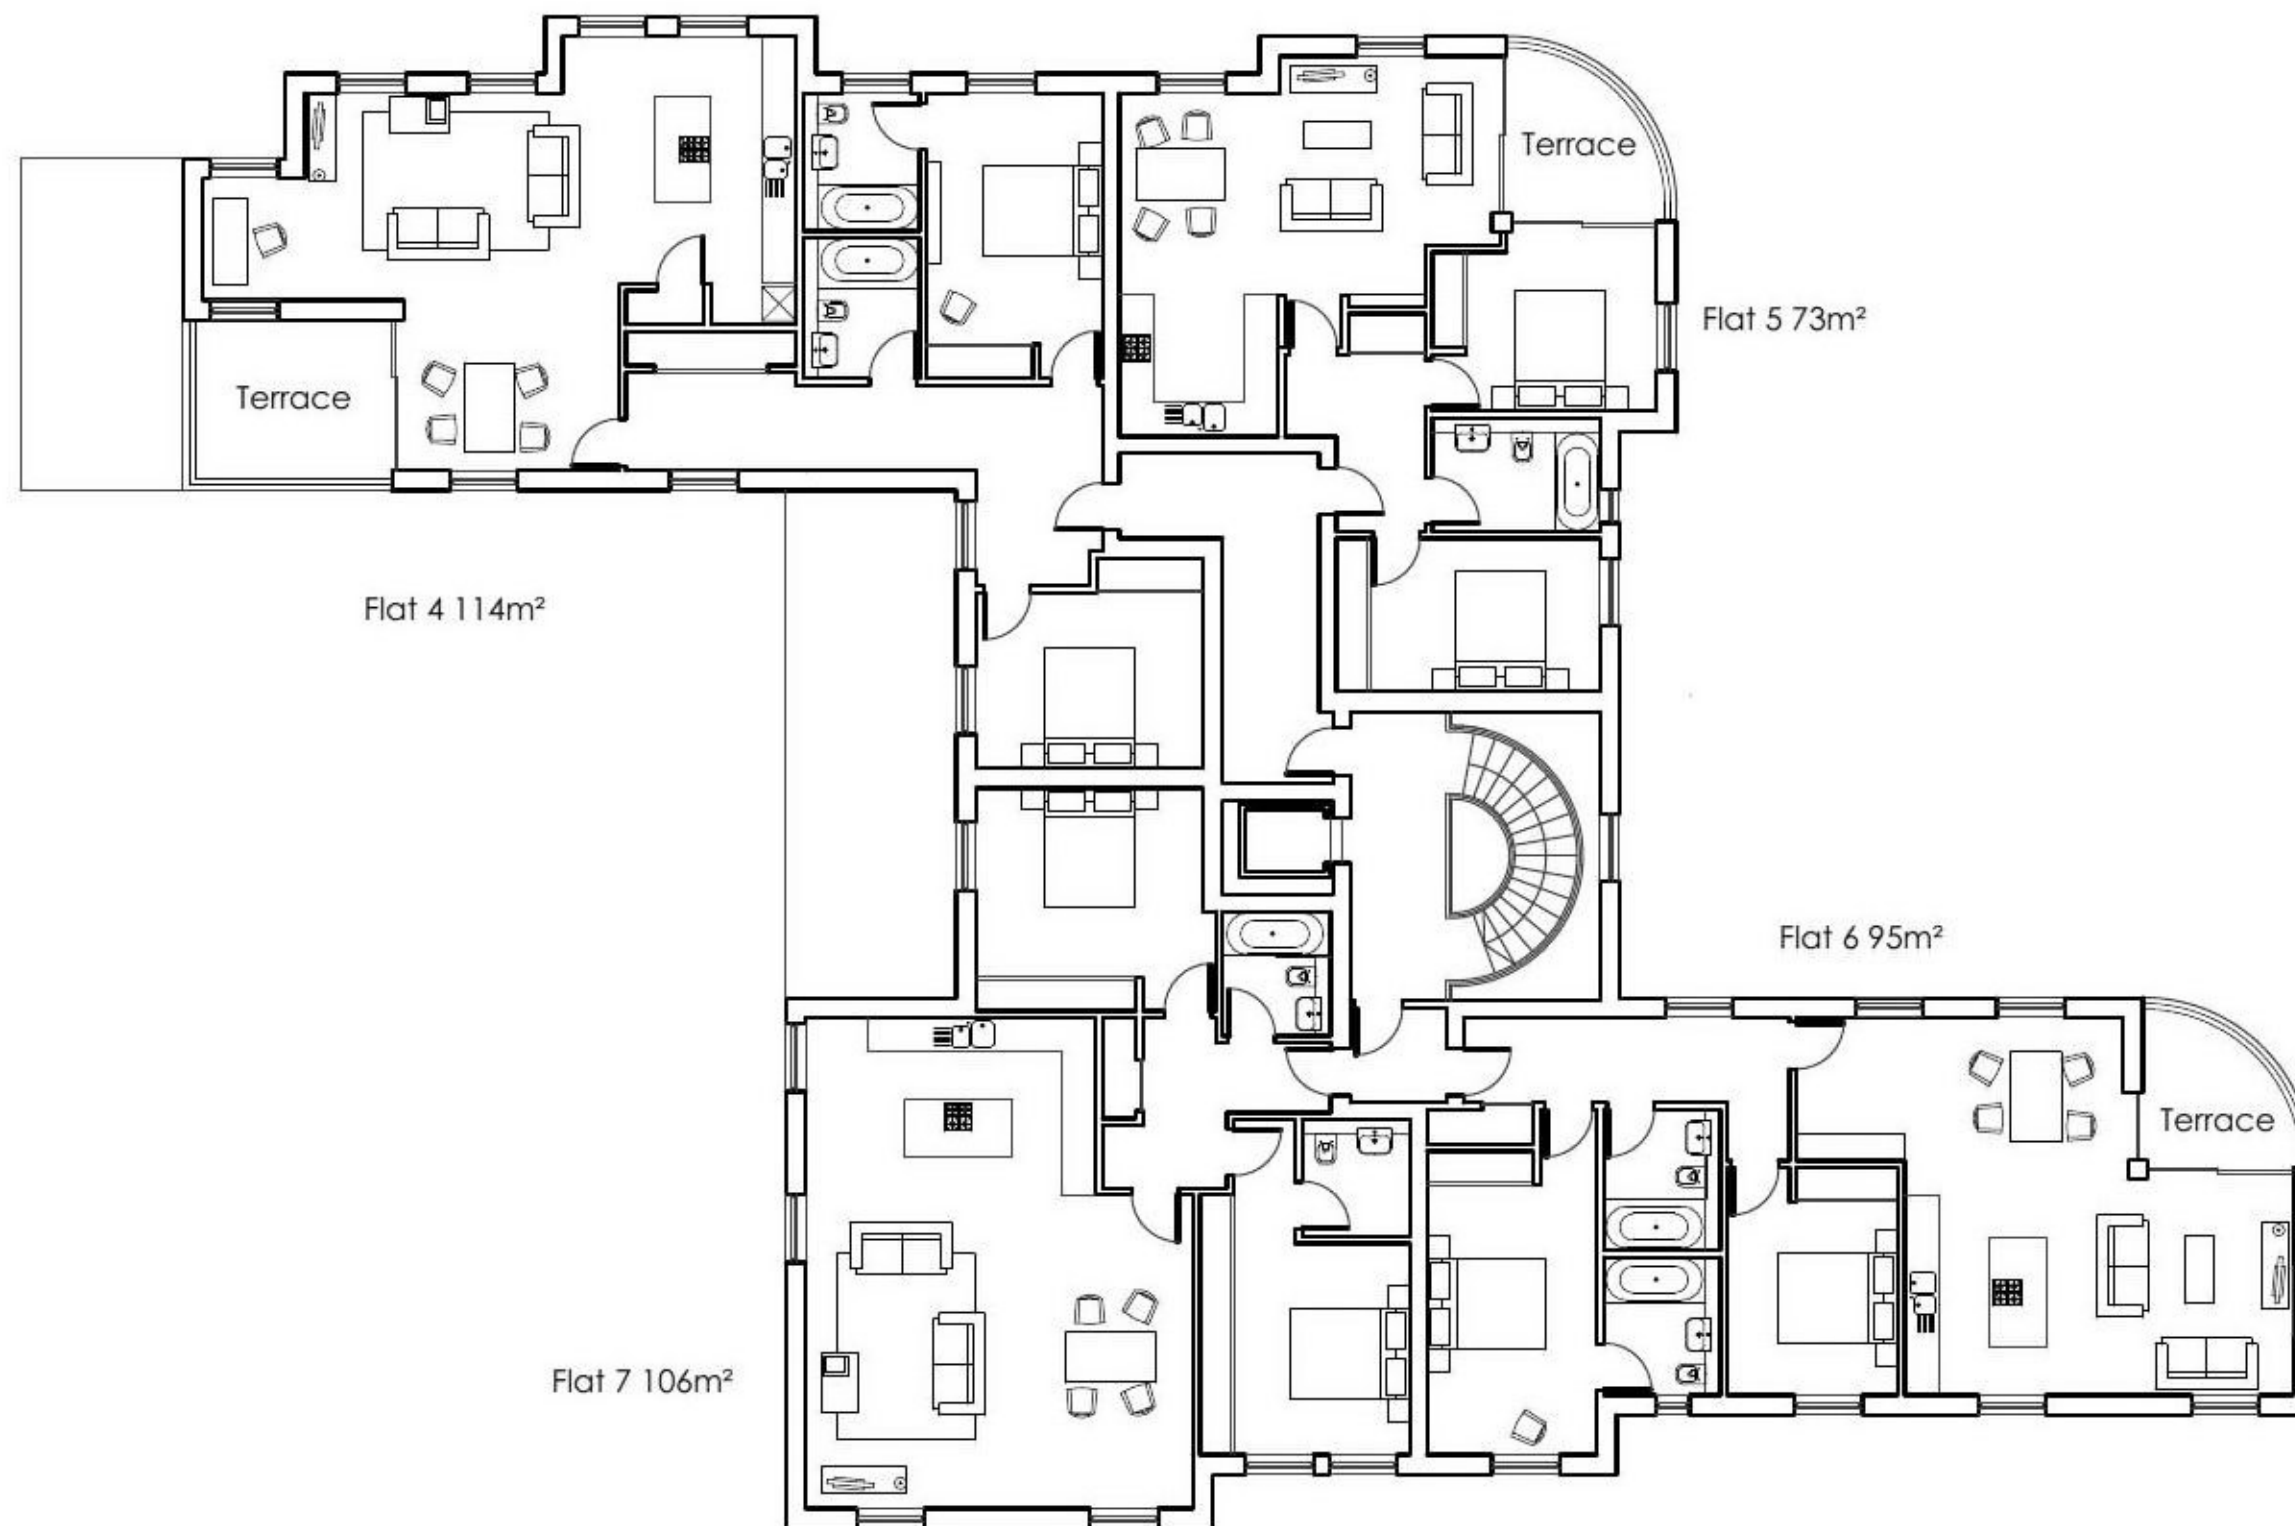 Terrace
Flat 5 73m²
Terrace
Flat 4 114m²
Flat 6 95m²
Terrace
Flat 7 106m²